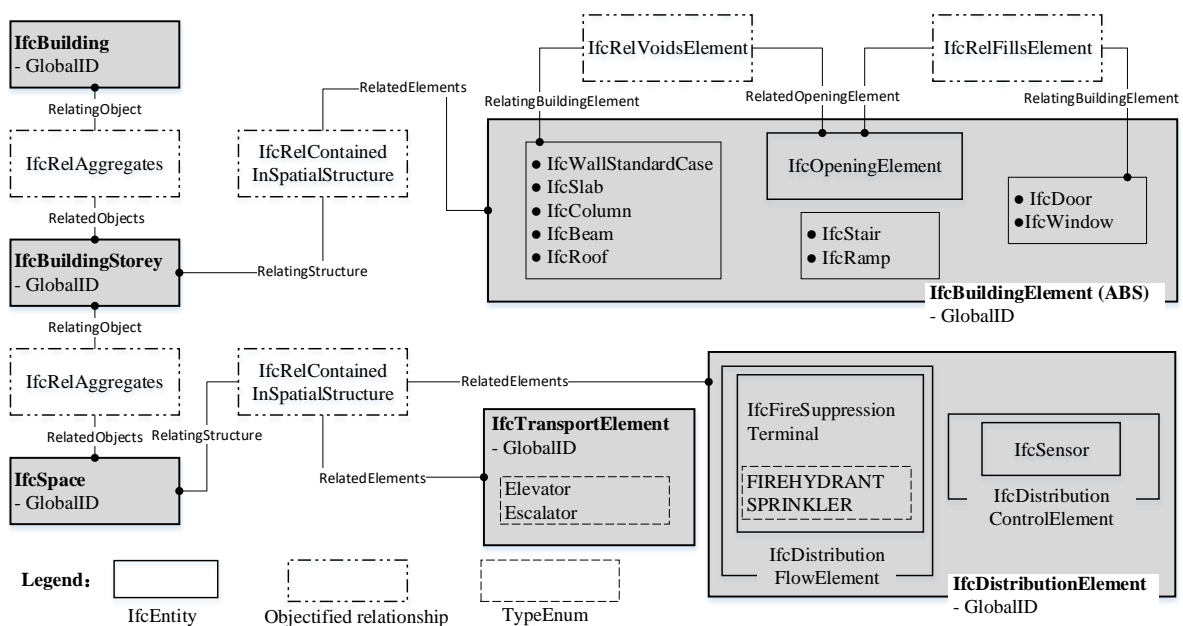 IfcBuilding
- GlobalID
RelatingObject
IfcRelAggregates
RelatedObjects
IfcBuildingStorey
- GlobalID
RelatingObject
IfcRelAggregates
RelatedObjects
IfcSpace
- GlobalID
RelatedElements
IfcRelContained
InSpatialStructure
RelatingStructure
IfcRelVoidsElement
IfcRelFillsElement
RelatingBuildingElement
RelatedOpeningElement
RelatingBuildingElement
● IfcWallStandardCase
● IfcSlab
● IfcColumn
● IfcBeam
● IfcRoof
IfcOpeningElement
● IfcStair
● IfcRamp
● IfcDoor
●IfcWindow
IfcBuildingElement (ABS)
- GlobalID
IfcRelContained
InSpatialStructure
RelatingStructure
RelatedElements
RelatedElements
IfcTransportElement
- GlobalID
Elevator
Escalator
IfcFireSuppression
Terminal
FIREHYDRANT
SPRINKLER
IfcDistribution
FlowElement
IfcSensor
IfcDistribution
ControlElement
IfcDistributionElement
- GlobalID
Legend：
IfcEntity
Objectified relationship
TypeEnum